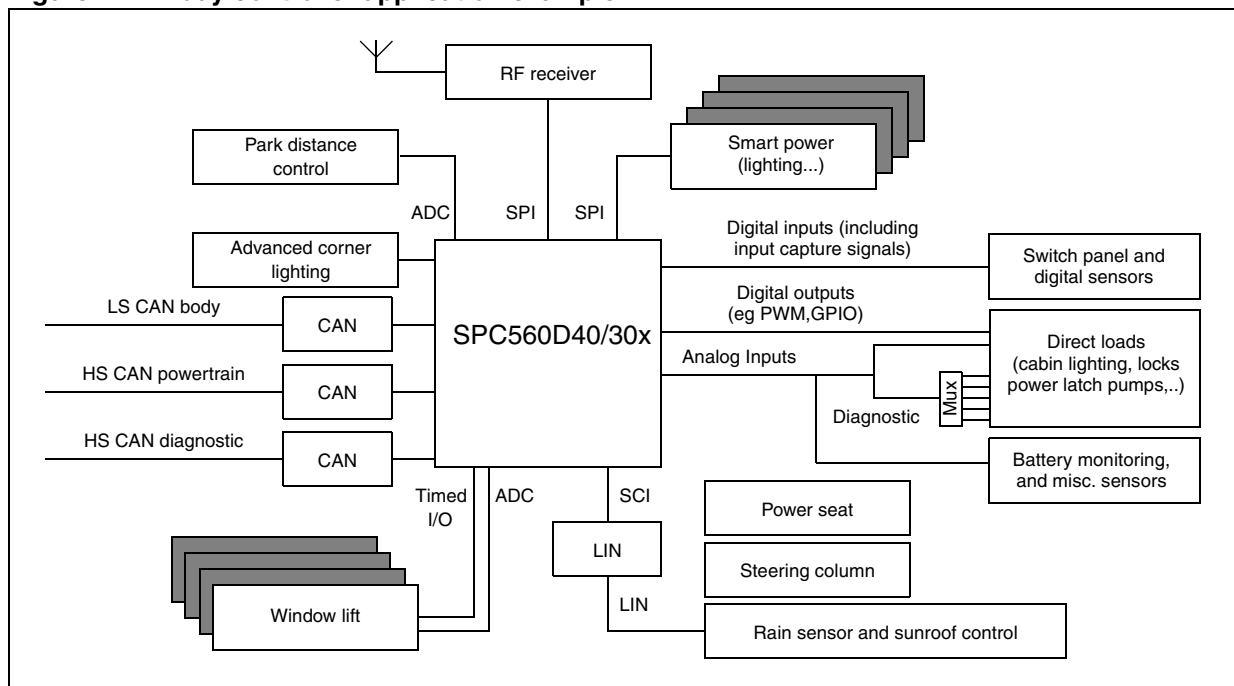 RF receiver
Park distance
control
Smart power
(lighting...)
ADC
SPI
SPI
Digital inputs (including
input capture signals)
Switch panel and
digital sensors
Advanced corner
lighting
LS CAN body
CAN
SPC560D40/30x
Digital outputs
(eg PWM,GPIO)
Direct loads
(cabin lighting, locks
power latch pumps,..)
Analog Inputs
Mux
Diagnostic
HS CAN powertrain
CAN
HS CAN diagnostic
CAN
Battery monitoring,
and misc. sensors
Timed
I/O
ADC
SCI
Power seat
LIN
Steering column
Window lift
LIN
Rain sensor and sunroof control